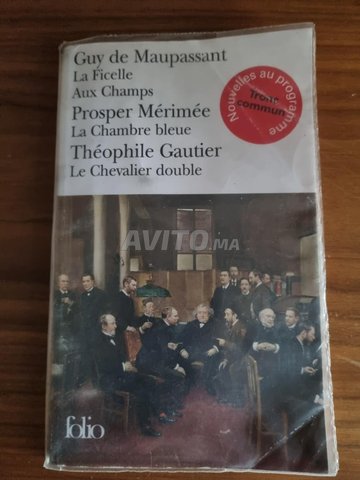 Guy de Maupassant
La Ficelle
Aux Champs
Prosper Mérimée
La Chambre bleue
Théophile Gautier
Le Chevalier double
Nouvelles au programme
Tronc
commun
AVITO.MA
folio